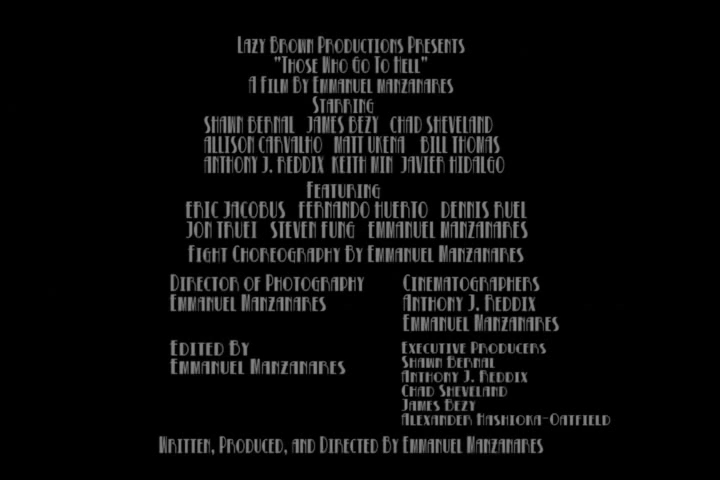 Lazy Brown Productions Presents
"Those Who Go To Hell"
A Film By Emmanuel Manzanares
Starring
Shawn Bernal James Bezy Chad Sheveland
Allison Carvalho Matt Ukena Bill Thomas
Anthony J. Reddix Keith Min Javier Hidalgo
Featuring
Eric Jacobus Fernando Huerto Dennis Ruel
Jon Truei Steven Fung Emmanuel Manzanares
Fight Choreography By Emmanuel Manzanares
Director of Photography
Emmanuel Manzanares
Cinematographers
Anthony J. Reddix
Emmanuel Manzanares
Edited By
Emmanuel Manzanares
Executive Producers
Shawn Bernal
Anthony J. Reddix
Chad Sheveland
James Bezy
Alexander Hashioka-Oatfield
Written, Produced, and Directed By Emmanuel Manzanares